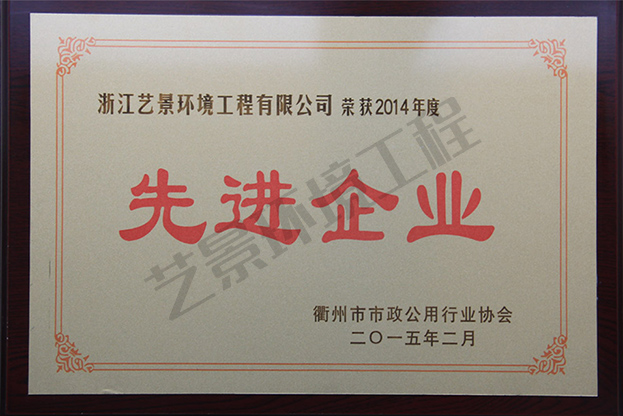 浙江艺景环境工程有限公司 荣获2014年度
先进企业
艺景环境工程
衢州市市政公用行业协会
二〇一五年二月